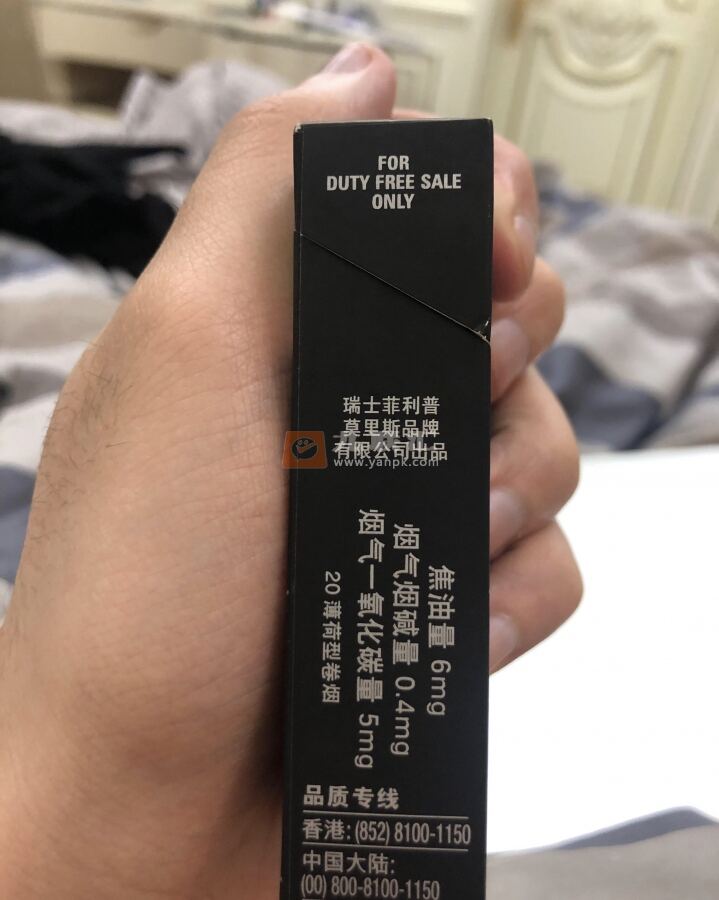 FOR
DUTY FREE SALE
ONLY
瑞士菲利普
莫里斯品牌
有限公司出品
www.yanpk.com
焦油量 6mg
烟气烟碱量 0.4mg
烟气一氧化碳量 5mg
20 薄荷型卷烟
品质专线
香港: (852) 8100-1150
中国大陆:
(00) 800-8100-1150